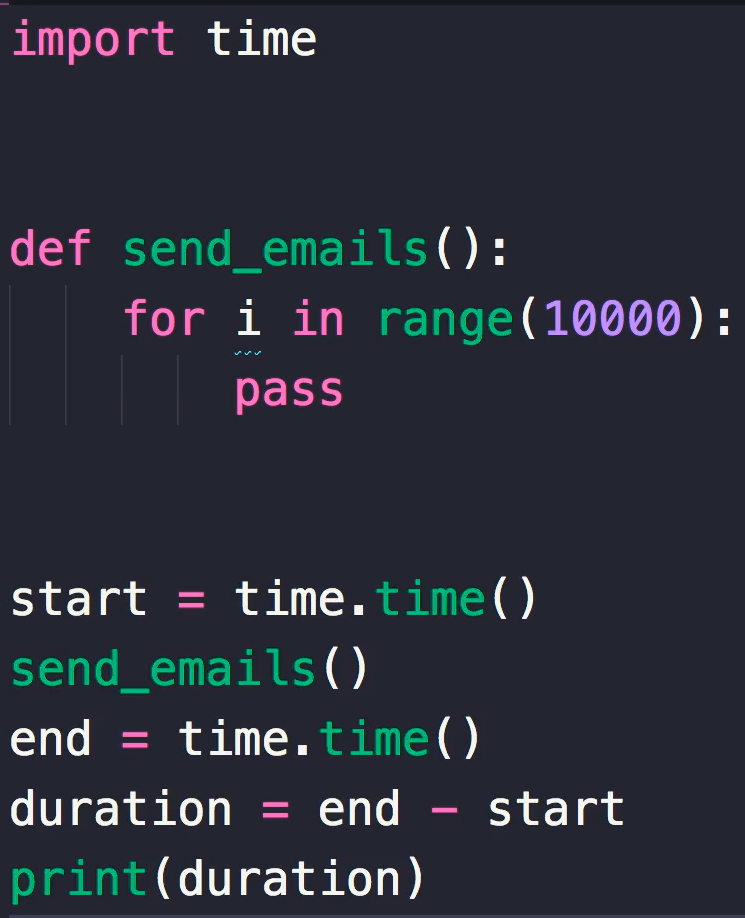 import time
def send_emails():
    for i in range(10000):
        pass
start = time.time()
send_emails()
end = time.time()
duration = end - start
print(duration)